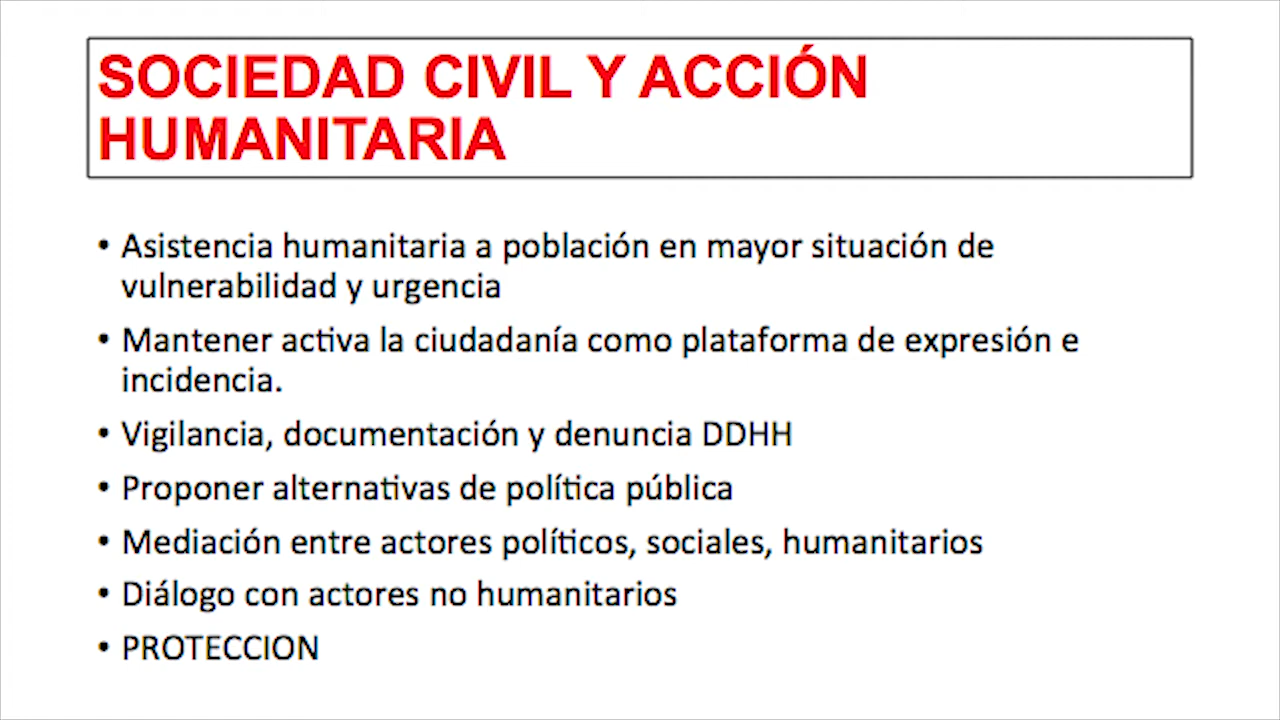 SOCIEDAD CIVIL Y ACCIÓN
HUMANITARIA
• Asistencia humanitaria a población en mayor situación de
vulnerabilidad y urgencia
• Mantener activa la ciudadanía como plataforma de expresión e
incidencia.
• Vigilancia, documentación y denuncia DDHH
• Proponer alternativas de política pública
• Mediación entre actores políticos, sociales, humanitarios
• Diálogo con actores no humanitarios
• PROTECCION